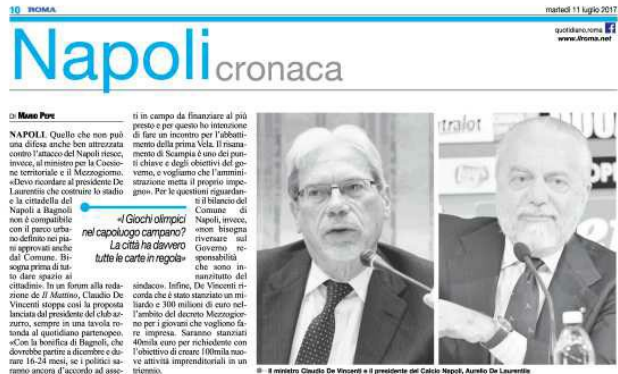 10 ROMA
martedì 11 luglio 2017
quotidiano.roma
www.ilroma.net
Napoli cronaca
DI MARIO PEPE
NAPOLI. Quello che non può
una difesa anche ben attrezzata
contro l'attacco del Napoli riesce,
invece, al ministro per la Coesio-
ne territoriale e il Mezzogiorno.
«Devo ricordare al presidente De
Laurentiis che costruire lo stadio
e la cittadella del
Napoli a Bagnoli
non è compatibile
con il parco urba-
no definito nei pia-
ni approvati anche
dal Comune. Bi-
sogna prima di tut-
to dare spazio ai
cittadini». In un forum alla reda-
zione de Il Mattino, Claudio De
Vincenti stoppa così la proposta
lanciata dal presidente del club az-
zurro, sempre in una tavola ro-
tonda al quotidiano partenopeo.
«Con la bonifica di Bagnoli, che
dovrebbe partire a dicembre e du-
rare 16-24 mesi, se i politici sa-
ranno ancora d'accordo ad asse-
«I Giochi olimpici
nel capoluogo campano?
La città ha davvero
tutte le carte in regola»
ti in campo da finanziare al più
presto e per questo ho intenzione
di fare un incontro per l'abbatti-
mento della prima Vela. Il risana-
mento di Scampia è uno dei pun-
ti chiave e degli obiettivi del go-
verno, e vogliamo che l'ammini-
strazione metta il proprio impe-
gno». Per le questioni riguardan-
ti il bilancio del
Comune di
Napoli, invece,
«non bisogna
riversare sul
Governo re-
sponsabilità
che sono in-
nanzitutto del
sindaco». Infine, De Vincenti ri-
corda che è stato stanziato un mi-
liardo e 300 milioni di euro nel-
l'ambito del decreto Mezzogior-
no per i giovani che vogliono fa-
re impresa. Saranno stanziati
40mila euro per richiedente con
l'obiettivo di creare 100mila nuo-
ve attività imprenditoriali in un
triennio.
Il ministro Claudio De Vincenti e il presidente del Calcio Napoli, Aurelio De Laurentiis